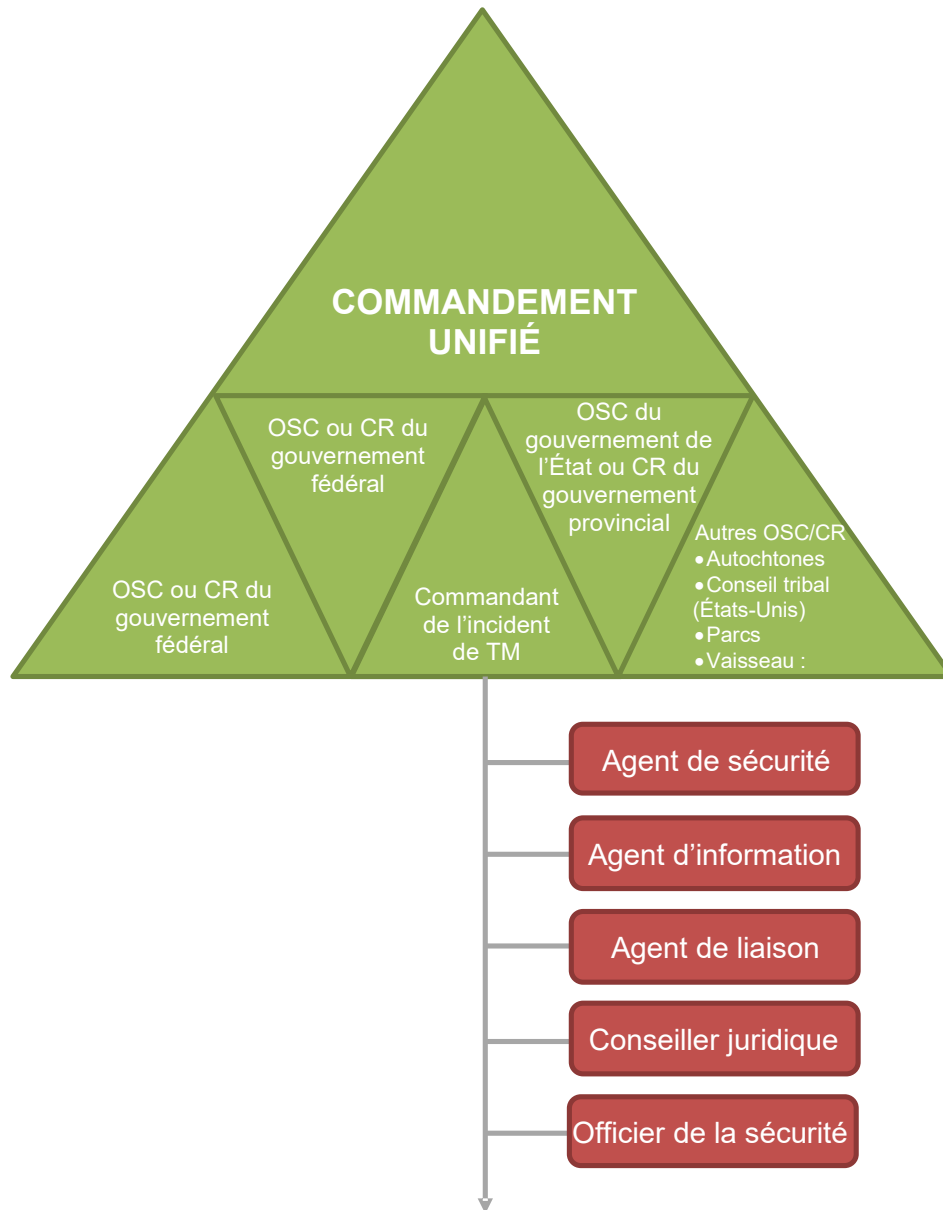 COMMANDEMENT
UNIFIÉ
OSC ou CR du
gouvernement
fédéral
OSC ou CR du
gouvernement
fédéral
Commandant
de l’incident
de TM
OSC du
gouvernement de
l’État ou CR du
gouvernement
provincial
Autres OSC/CR
•Autochtones
•Conseil tribal
(États-Unis)
•Parcs
•Vaisseau :
Agent de sécurité
Agent d’information
Agent de liaison
Conseiller juridique
Officier de la sécurité